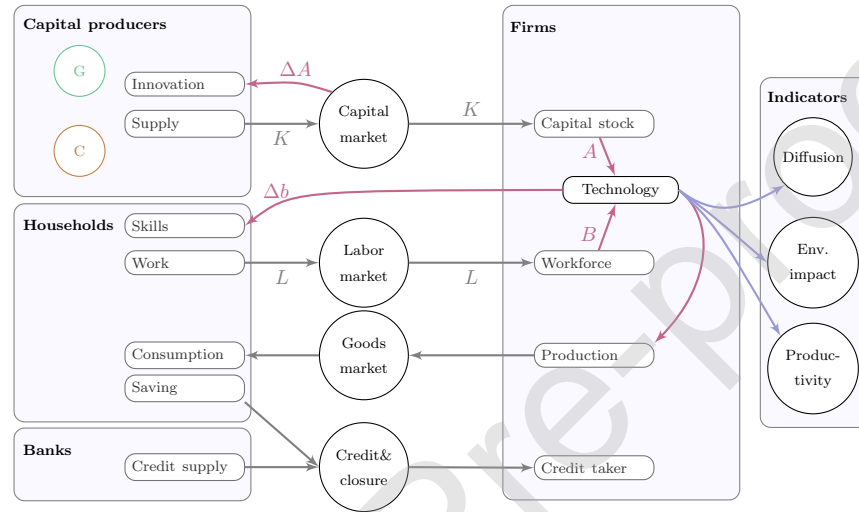 Capital producers
G
C
Innovation
Supply
ΔA
K
Capital
market
K
Firms
Capital stock
A
Technology
B
Workforce
Production
Credit taker
Δb
Households
Skills
Work
L
Labor
market
L
Consumption
Saving
Goods
market
Banks
Credit supply
Credit&
closure
Indicators
Diffusion
Env.
impact
Produc-
tivity
Pre-proo